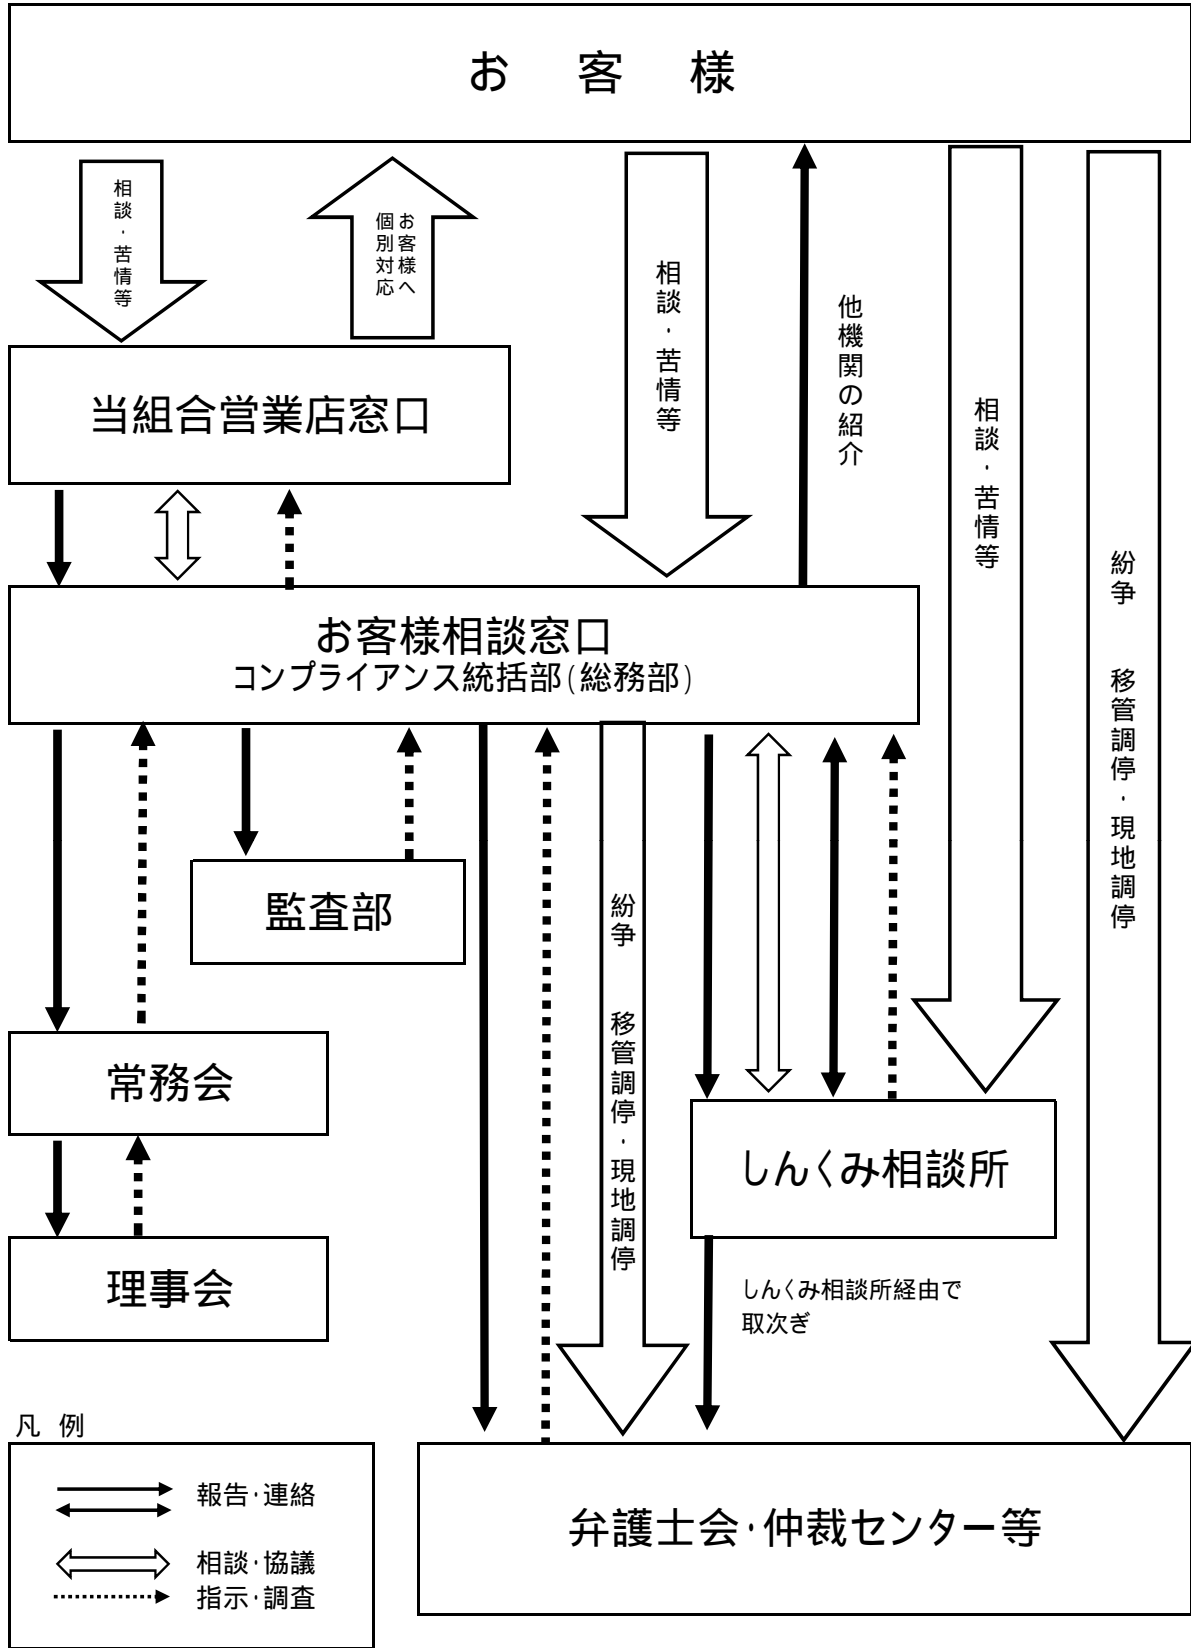 お 客 様
相談・苦情等
お客様へ
個別対応
相談・苦情等
他機関の紹介
相談・苦情等
紛争 移管調停・現地調停
当組合営業店窓口
お客様相談窓口
コンプライアンス統括部(総務部)
監査部
紛争 移管調停・現地調停
常務会
しんくみ相談所
理事会
しんくみ相談所経由で
取次ぎ
凡 例
報告・連絡
相談・協議
指示・調査
弁護士会・仲裁センター等